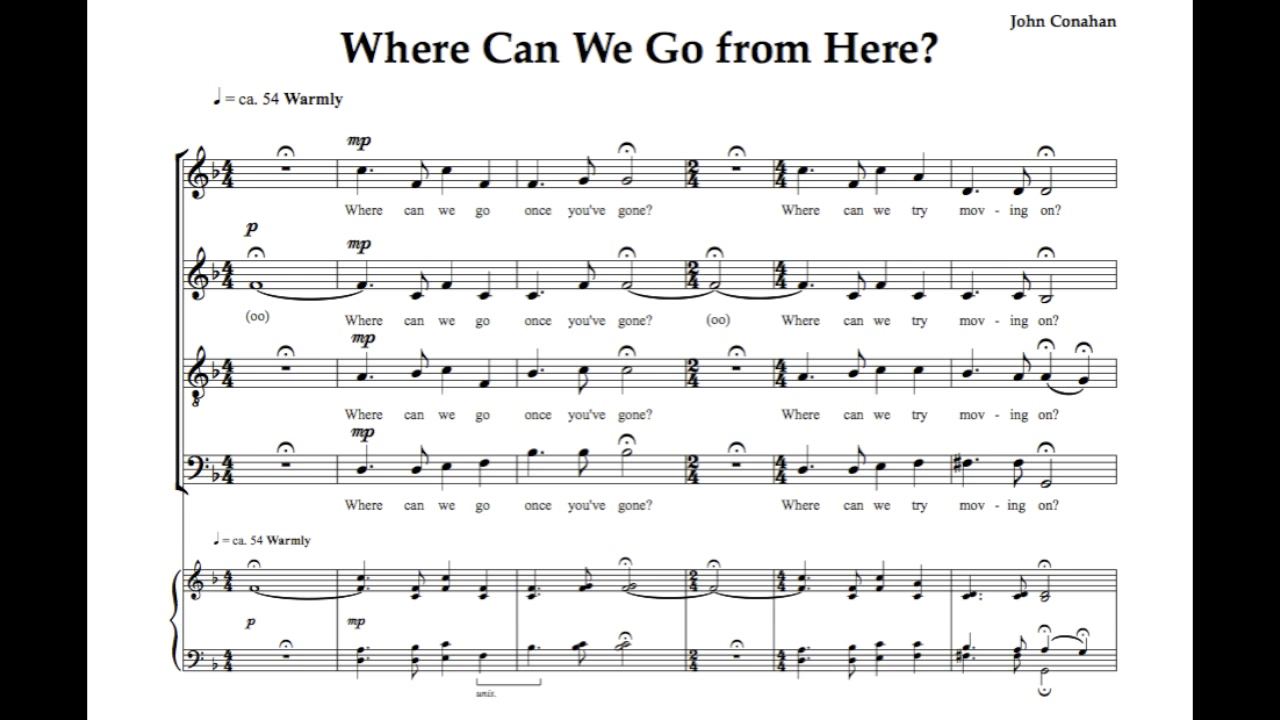 John Conahan
Where Can We Go from Here?
♩ = ca. 54 Warmly
mp
Where can we go once you've gone? Where can we try mov - ing on?
p
mp
(oo) Where can we go once you've gone? (oo) Where can we try mov - ing on?
mp
Where can we go once you've gone? Where can we try mov - ing on?
mp
Where can we go once you've gone? Where can we try mov - ing on?
♩ = ca. 54 Warmly
p mp
unis.